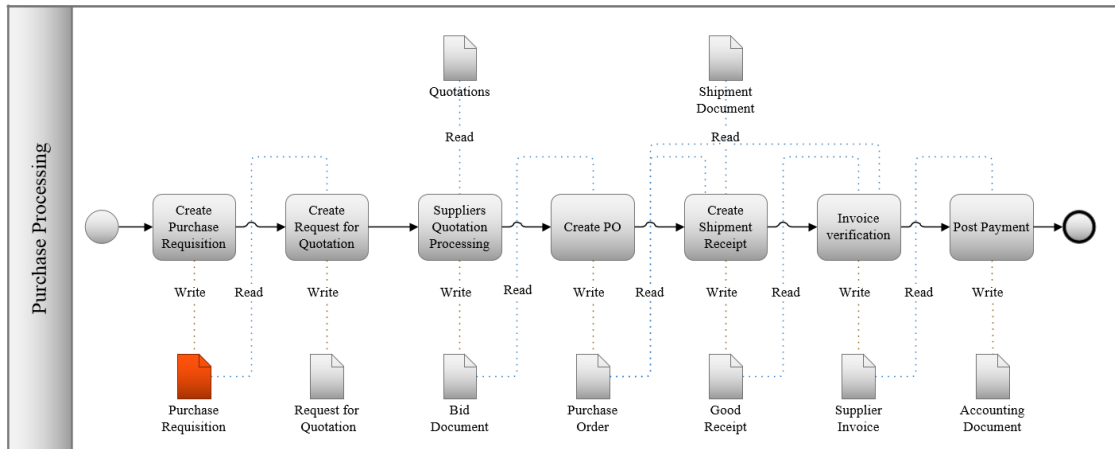 Purchase Processing
Quotations
Shipment
Document
Read
Read
Create
Purchase
Requisition
Create
Request for
Quotation
Suppliers
Quotation
Processing
Create PO
Create
Shipment
Receipt
Invoice
verification
Post Payment
Write
Read
Write
Write
Read
Write
Read
Write
Read
Write
Read
Write
Purchase
Requisition
Request for
Quotation
Bid
Document
Purchase
Order
Good
Receipt
Supplier
Invoice
Accounting
Document